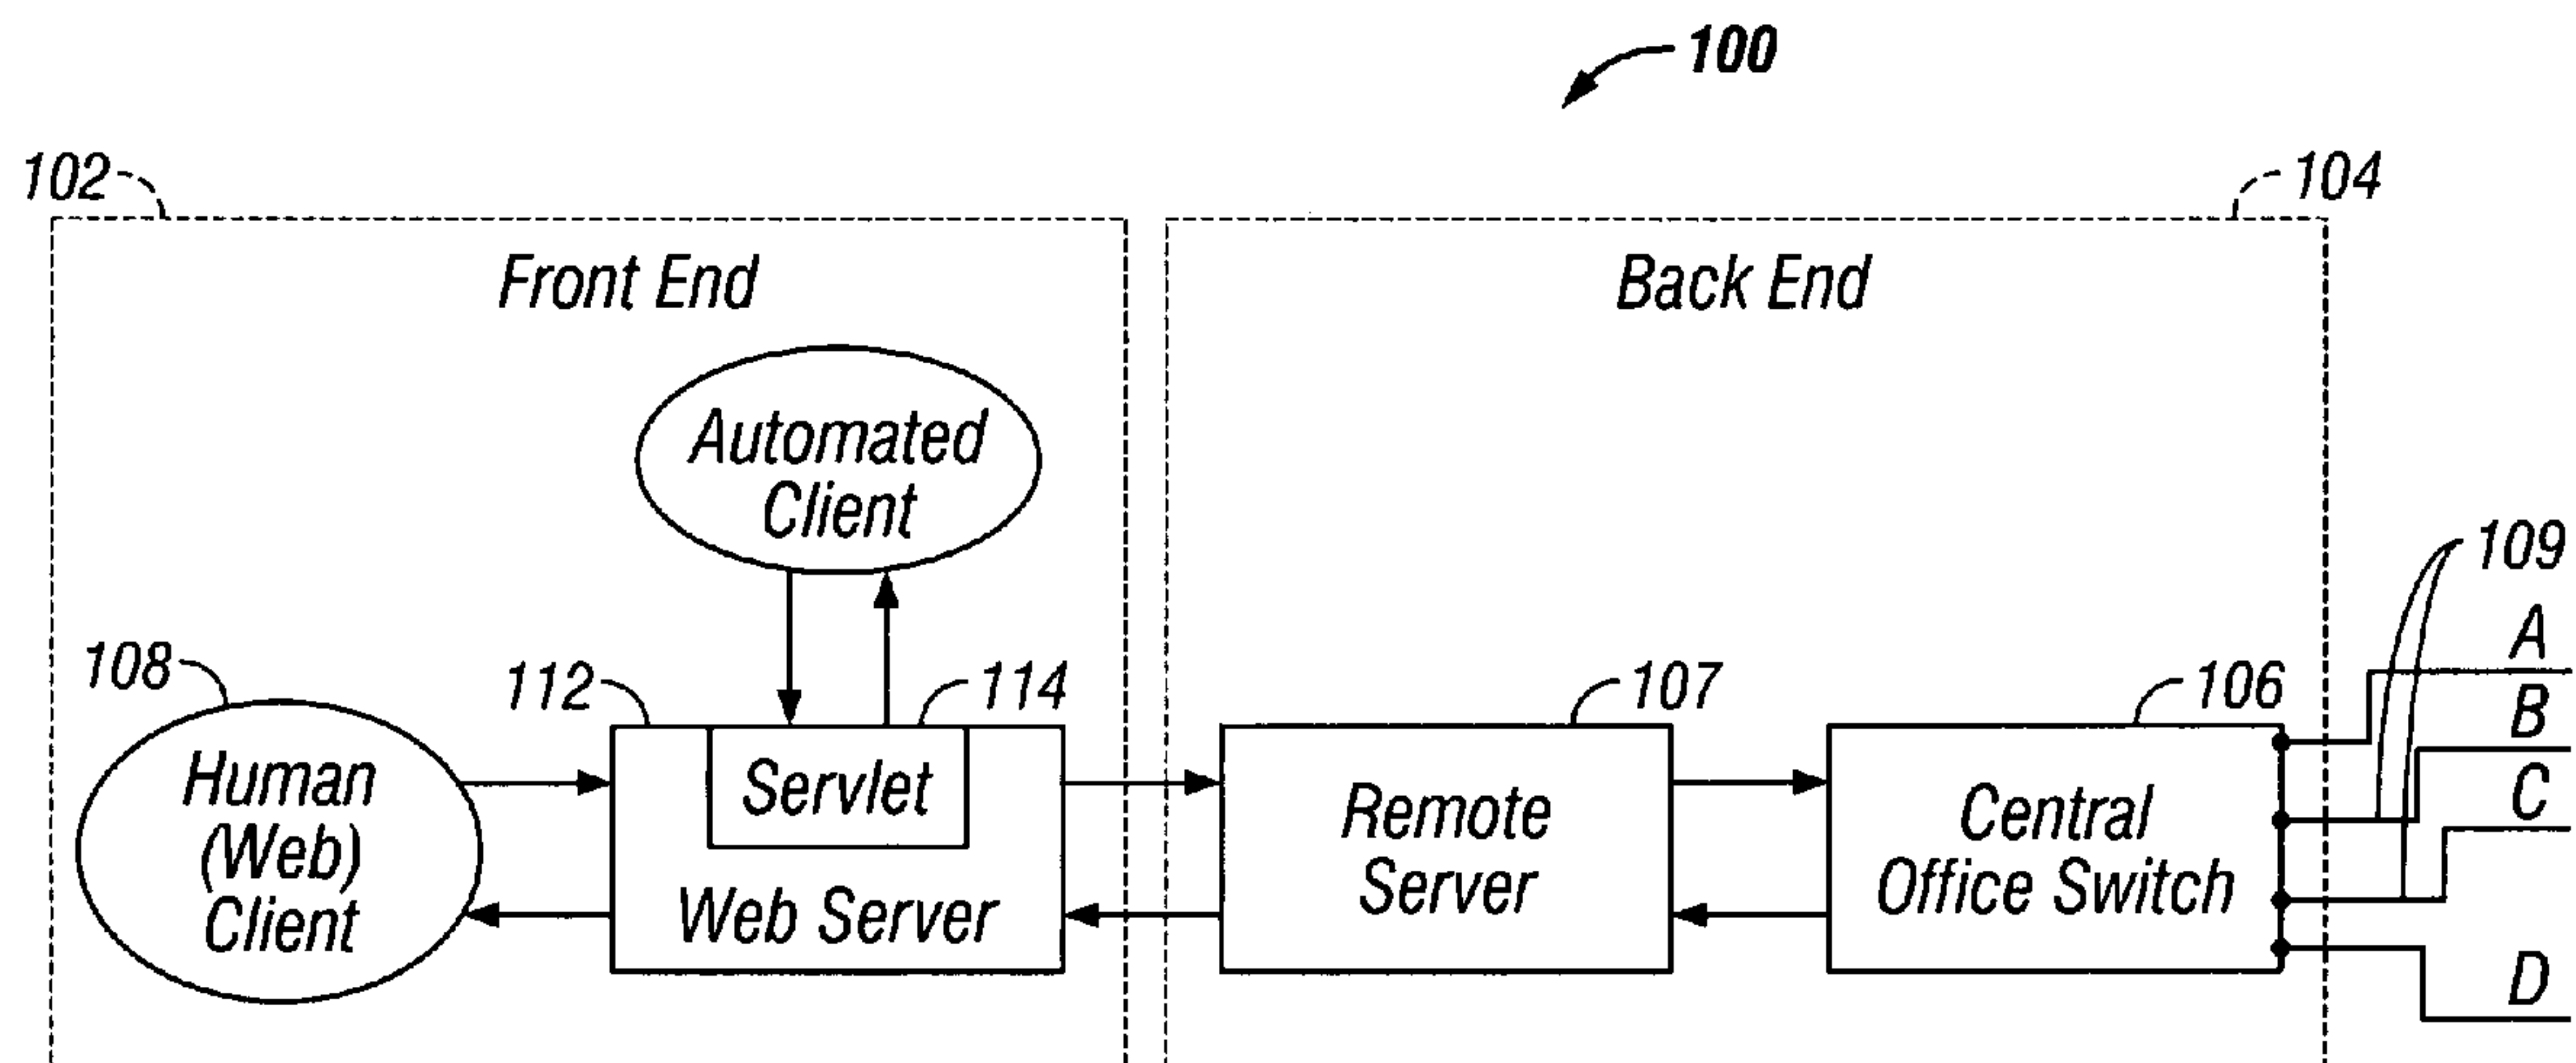 100
102
104
Front End
Back End
Automated
Client
109
A
108
112
114
107
106
B
Human
(Web)
Client
Servlet
Web Server
Remote
Server
Central
Office Switch
C
D